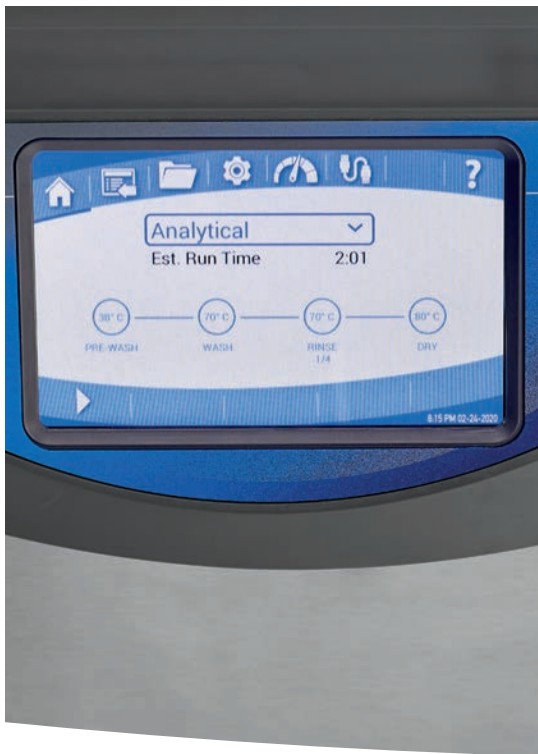 ?
Analytical
Est. Run Time 2:01
38° C 70° C 70° C 80° C
PRE-WASH WASH RINSE DRY
1/4
8:15 PM 02-24-2020